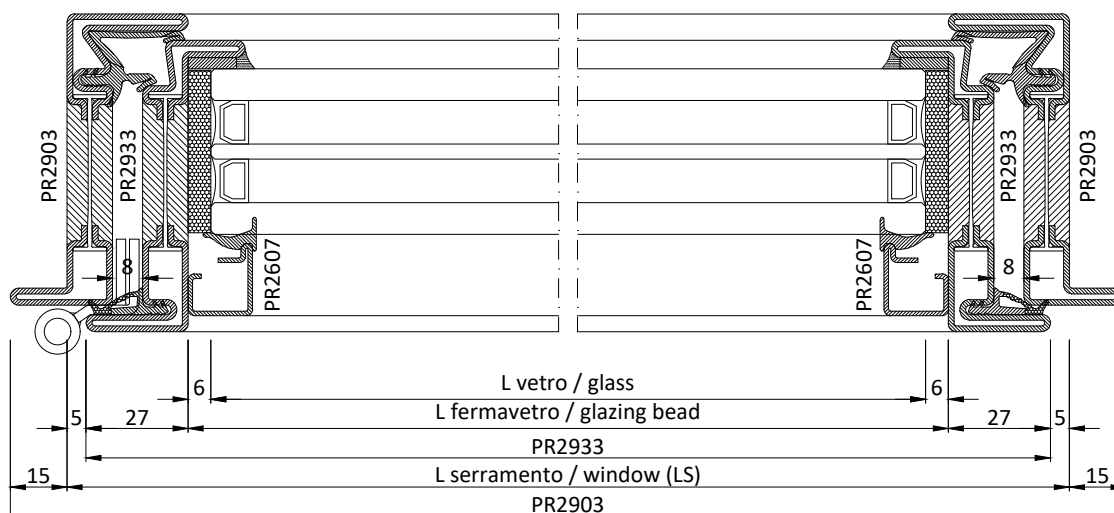 PR2903
PR2933
PR2933
PR2903
8
PR2607
PR2607
8
6
L vetro / glass
6
5
27
L fermavetro / glazing bead
27
5
PR2933
15
L serramento / window (LS)
15
PR2903